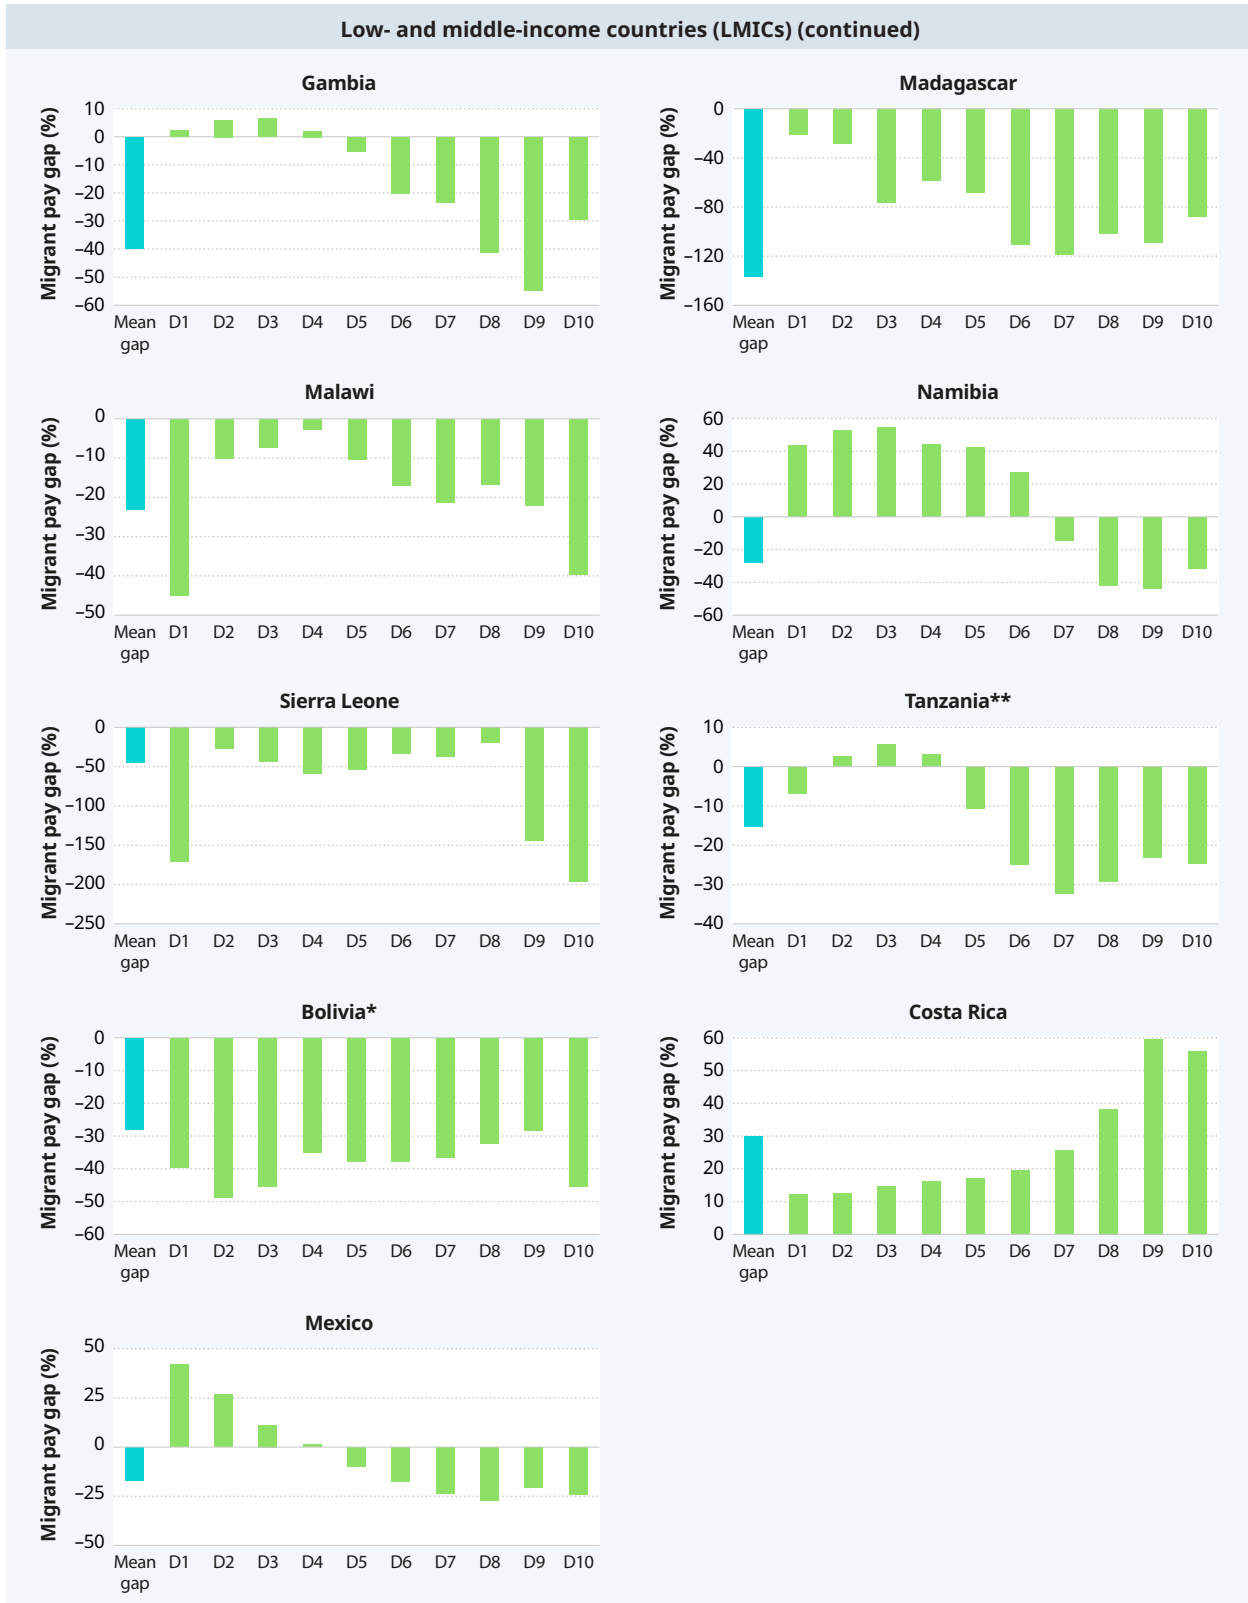 Low- and middle-income countries (LMICs) (continued)
Gambia
Migrant pay gap (%)
10
0
–10
–20
–30
–40
–50
–60
Mean gap D1 D2 D3 D4 D5 D6 D7 D8 D9 D10
Madagascar
Migrant pay gap (%)
0
–40
–80
–120
–160
Mean gap D1 D2 D3 D4 D5 D6 D7 D8 D9 D10
Malawi
Migrant pay gap (%)
0
–10
–20
–30
–40
–50
Mean gap D1 D2 D3 D4 D5 D6 D7 D8 D9 D10
Namibia
Migrant pay gap (%)
60
40
20
0
–20
–40
–60
Mean gap D1 D2 D3 D4 D5 D6 D7 D8 D9 D10
Sierra Leone
Migrant pay gap (%)
0
–50
–100
–150
–200
–250
Mean gap D1 D2 D3 D4 D5 D6 D7 D8 D9 D10
Tanzania**
Migrant pay gap (%)
10
0
–10
–20
–30
–40
Mean gap D1 D2 D3 D4 D5 D6 D7 D8 D9 D10
Bolivia*
Migrant pay gap (%)
0
–10
–20
–30
–40
–50
–60
Mean gap D1 D2 D3 D4 D5 D6 D7 D8 D9 D10
Costa Rica
Migrant pay gap (%)
60
50
40
30
20
10
0
Mean gap D1 D2 D3 D4 D5 D6 D7 D8 D9 D10
Mexico
Migrant pay gap (%)
50
25
0
–25
–50
Mean gap D1 D2 D3 D4 D5 D6 D7 D8 D9 D10